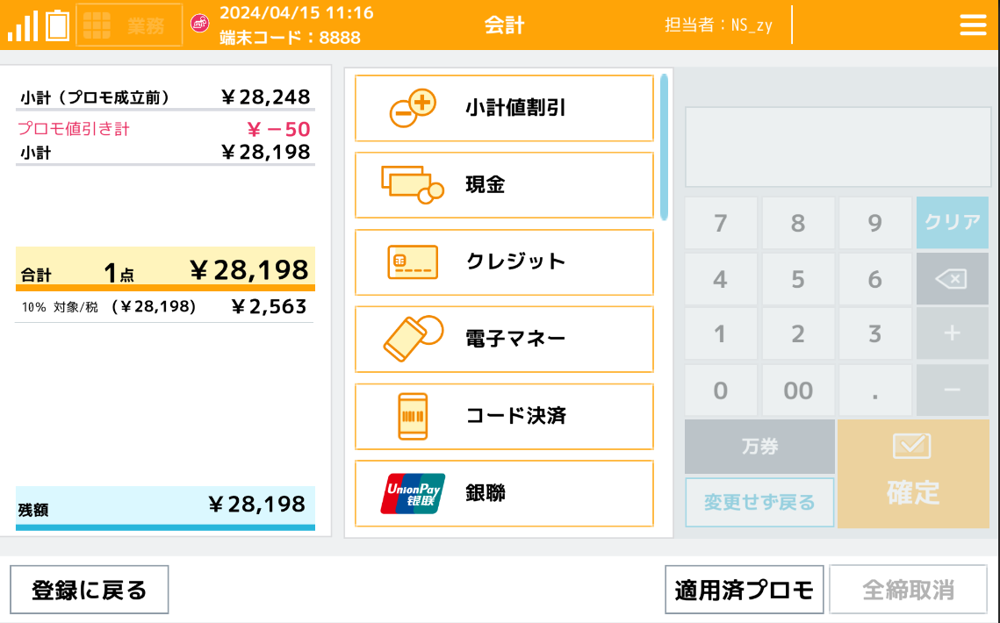 業務
2024/04/15 11:16
端末コード：8888
会計
担当者：NS_zy
小計（プロモ成立前） ￥28,248
プロモ値引き計 ￥－50
小計 ￥28,198
合計 1点 ￥28,198
10% 対象/税 (￥28,198) ￥2,563
残額 ￥28,198
小計値割引
現金
クレジット
電子マネー
コード決済
UnionPay
银联
銀聯
7 8 9 クリア
4 5 6
1 2 3 ＋
0 00 . －
万券
変更せず戻る
確定
登録に戻る
適用済プロモ
全締取消